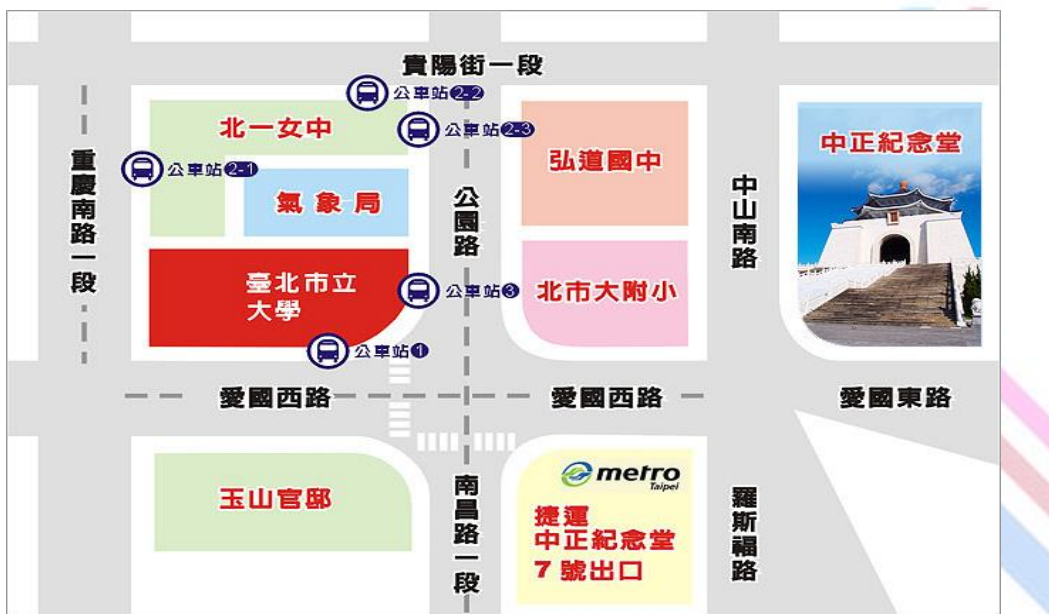 貴陽街一段
公車站2-2
北一女中
公車站2-3
弘道國中
中正紀念堂
公車站2-1
氣象局
重慶南路一段
公園路
中山南路
臺北市立
大學
公車站3
北市大附小
公車站1
愛國西路
愛國西路
愛國東路
玉山官邸
南昌路一段
metro
Taipei
捷運
中正紀念堂
7號出口
羅斯福路